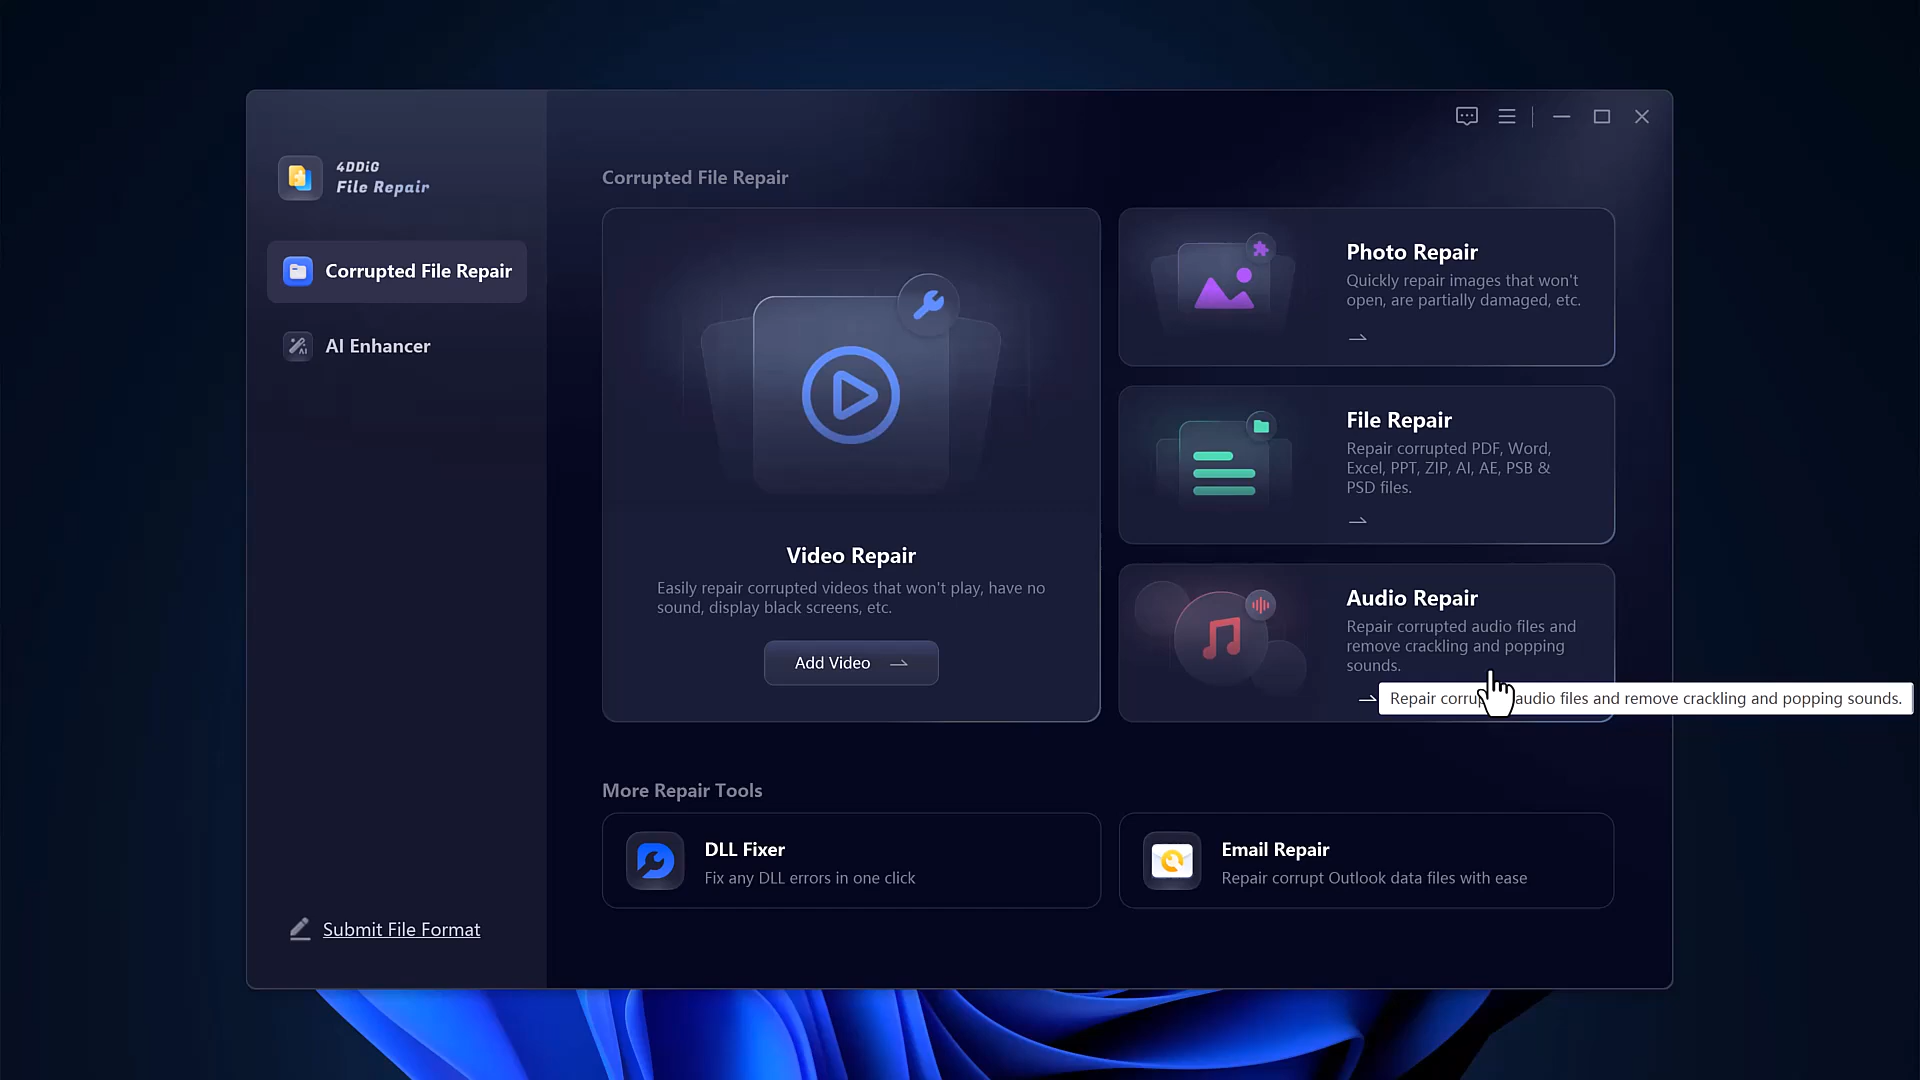 4DDiG
File Repair
Corrupted File Repair
AI Enhancer
Submit File Format
Corrupted File Repair
Video Repair
Easily repair corrupted videos that won't play, have no
sound, display black screens, etc.
Add Video
Photo Repair
Quickly repair images that won't
open, are partially damaged, etc.
File Repair
Repair corrupted PDF, Word,
Excel, PPT, ZIP, AI, AE, PSB &
PSD files.
Audio Repair
Repair corrupted audio files and
remove crackling and popping
sounds.
Repair corrupted audio files and remove crackling and popping sounds.
More Repair Tools
DLL Fixer
Fix any DLL errors in one click
Email Repair
Repair corrupt Outlook data files with ease